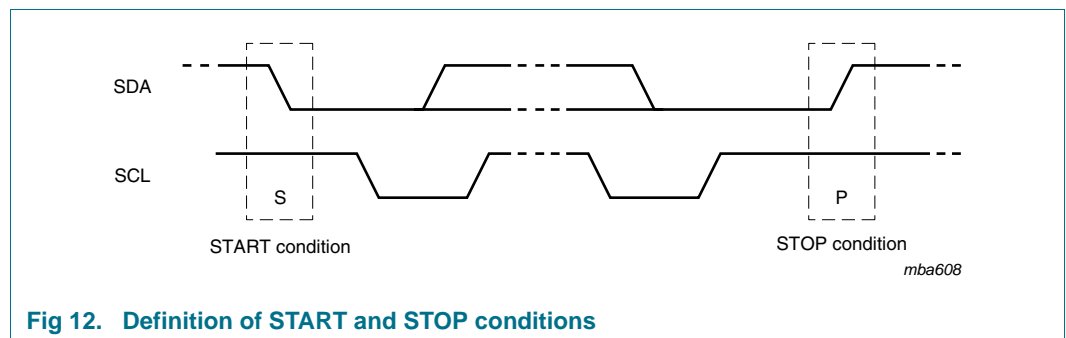 SDA
SCL
S
P
START condition
STOP condition
mba608
Fig 12. Definition of START and STOP conditions